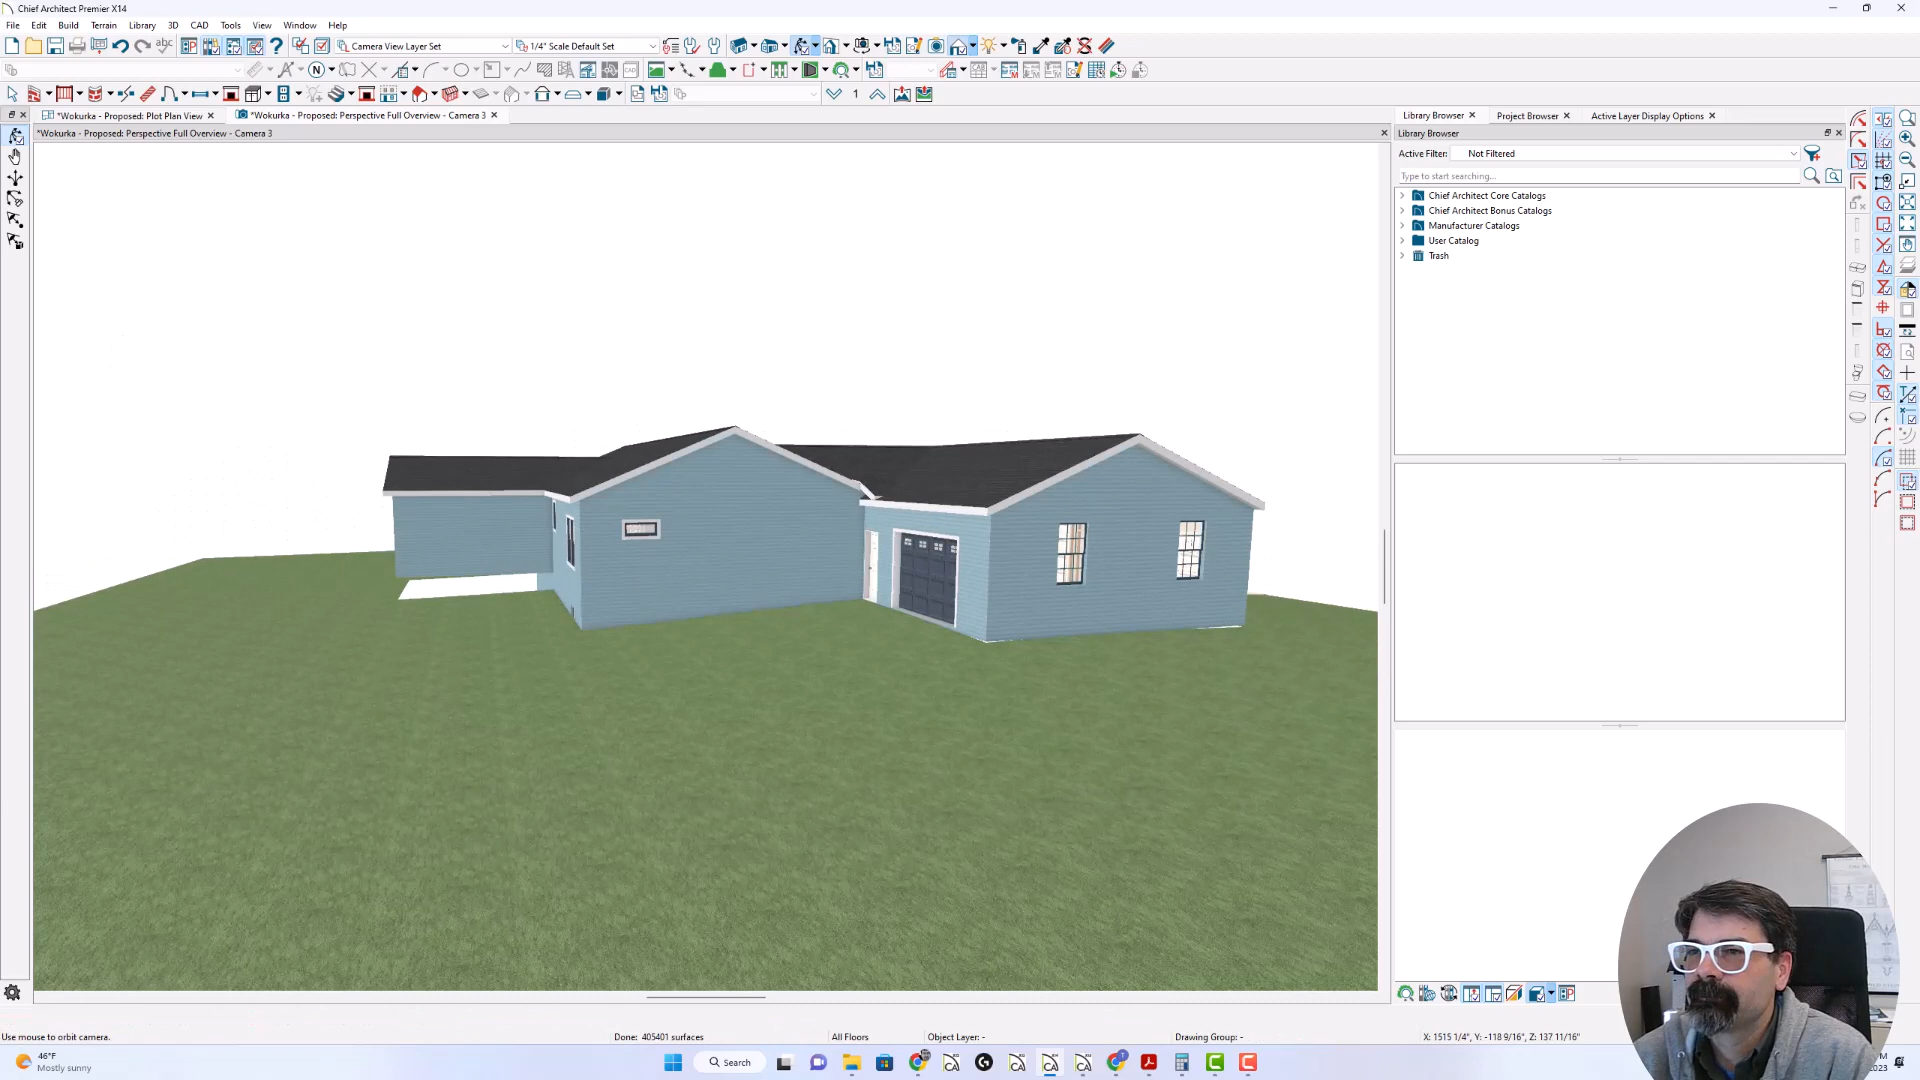 Chief Architect Premier X14
File Edit Build Terrain Library 3D CAD Tools View Window Help
Camera View Layer Set 1/4" Scale Default Set
1
*Wokurka - Proposed: Plot Plan View *Wokurka - Proposed: Perspective Full Overview - Camera 3
*Wokurka - Proposed: Perspective Full Overview - Camera 3
Library Browser Project Browser Active Layer Display Options
Library Browser
Active Filter: Not Filtered
Type to start searching...
Chief Architect Core Catalogs
Chief Architect Bonus Catalogs
Manufacturer Catalogs
User Catalog
Trash
Use mouse to orbit camera. Done: 405401 surfaces All Floors Object Layer: - Drawing Group: - X: 1515 1/4", Y: -118 9/16", Z: 137 11/16"
46°F
Mostly sunny
Search